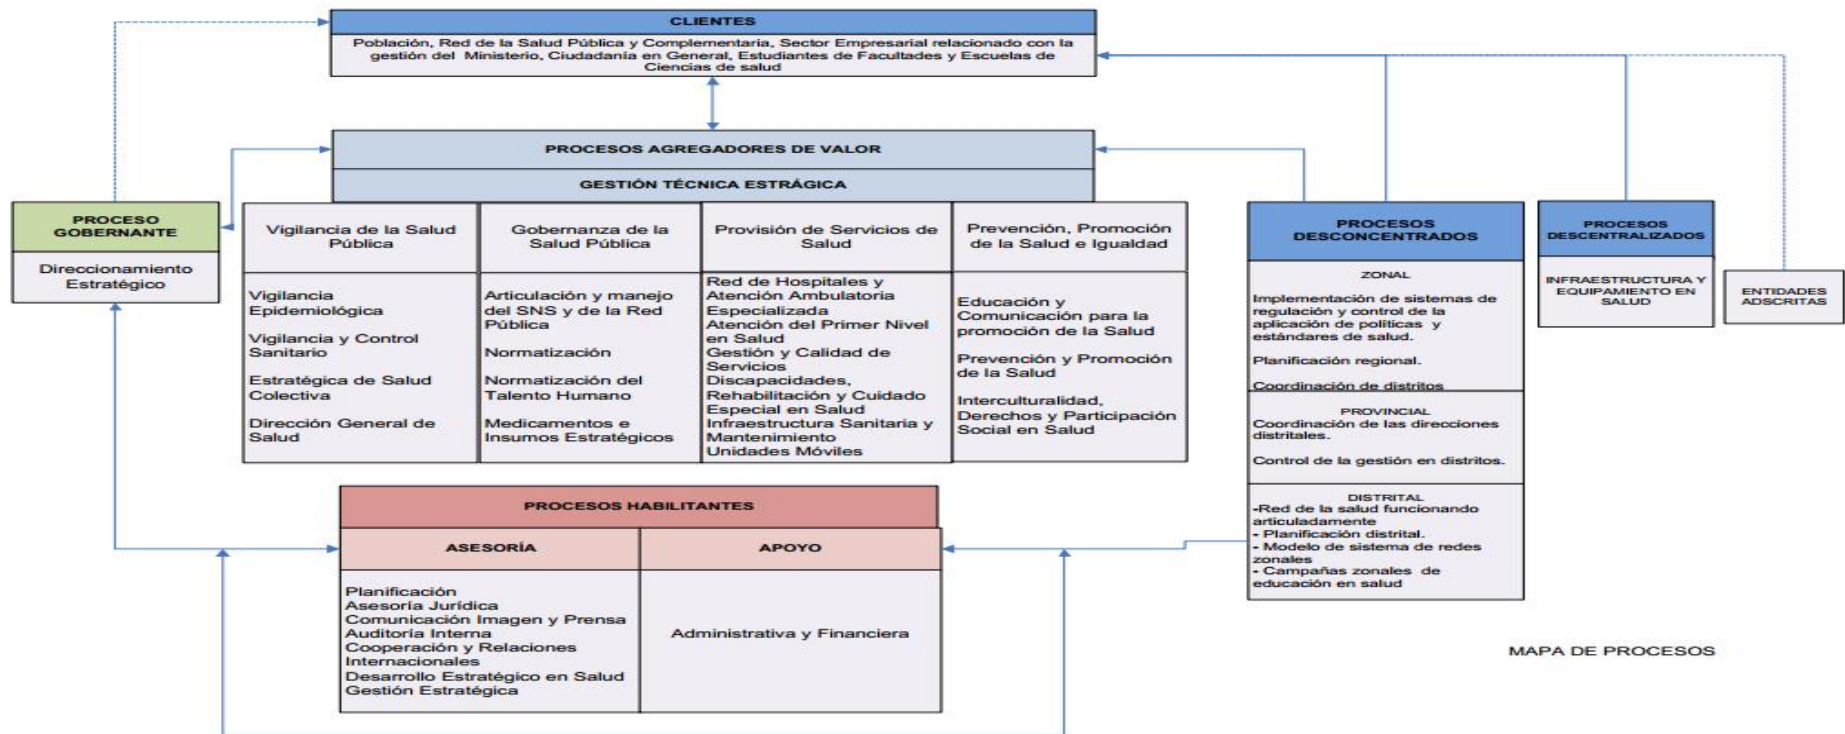 CLIENTES
Población, Red de la Salud Pública y Complementaria, Sector Empresarial relacionado con la
gestión del Ministerio, Ciudadanía en General, Estudiantes de Facultades y Escuelas de
Ciencias de salud
PROCESOS AGREGADORES DE VALOR
GESTIÓN TÉCNICA ESTRÁGICA
PROCESO
GOBERNANTE
Direccionamiento
Estratégico
Vigilancia de la Salud
Pública
Vigilancia
Epidemiológica
Vigilancia y Control
Sanitario
Estratégica de Salud
Colectiva
Dirección General de
Salud
Gobernanza de la
Salud Pública
Articulación y manejo
del SNS y de la Red
Pública
Normatización
Normatización del
Talento Humano
Medicamentos e
Insumos Estratégicos
Provisión de Servicios de
Salud
Red de Hospitales y
Atención Ambulatoria
Especializada
Atención del Primer Nivel
en Salud
Gestión y Calidad de
Servicios
Discapacidades,
Rehabilitación y Cuidado
Especial en Salud
Infraestructura Sanitaria y
Mantenimiento
Unidades Móviles
Prevención, Promoción
de la Salud e Igualdad
Educación y
Comunicación para la
promoción de la Salud
Prevención y Promoción
de la Salud
Interculturalidad,
Derechos y Participación
Social en Salud
PROCESOS
DESCONCENTRADOS
ZONAL
Implementación de sistemas de
regulación y control de la
aplicación de políticas y
estándares de salud.
Planificación regional.
Coordinación de distritos
PROVINCIAL
Coordinación de las direcciones
distritales.
Control de la gestión en distritos.
DISTRITAL
-Red de la salud funcionando
articuladamente
- Planificación distrital.
- Modelo de sistema de redes
zonales
- Campañas zonales de
educación en salud
PROCESOS
DESCENTRALIZADOS
INFRAESTRUCTURA Y
EQUIPAMIENTO EN
SALUD
ENTIDADES
ADSCRITAS
PROCESOS HABILITANTES
ASESORÍA
Planificación
Asesoría Jurídica
Comunicación Imagen y Prensa
Auditoría Interna
Cooperación y Relaciones
Internacionales
Desarrollo Estratégico en Salud
Gestión Estratégica
APOYO
Administrativa y Financiera
MAPA DE PROCESOS